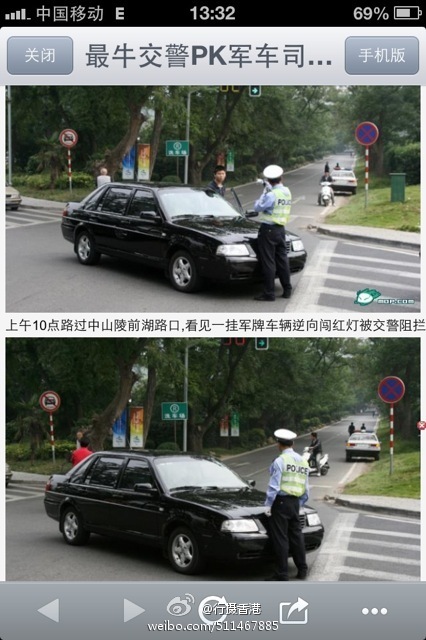 中国移动 E 13:32 69%
关闭 最牛交警PK军车司... 手机版
POLICE
MOP.COM
上午10点路过中山陵前湖路口,看见一挂军牌车辆逆向闯红灯被交警阻拦
POLICE
@行摄香港
weibo.com/511467885